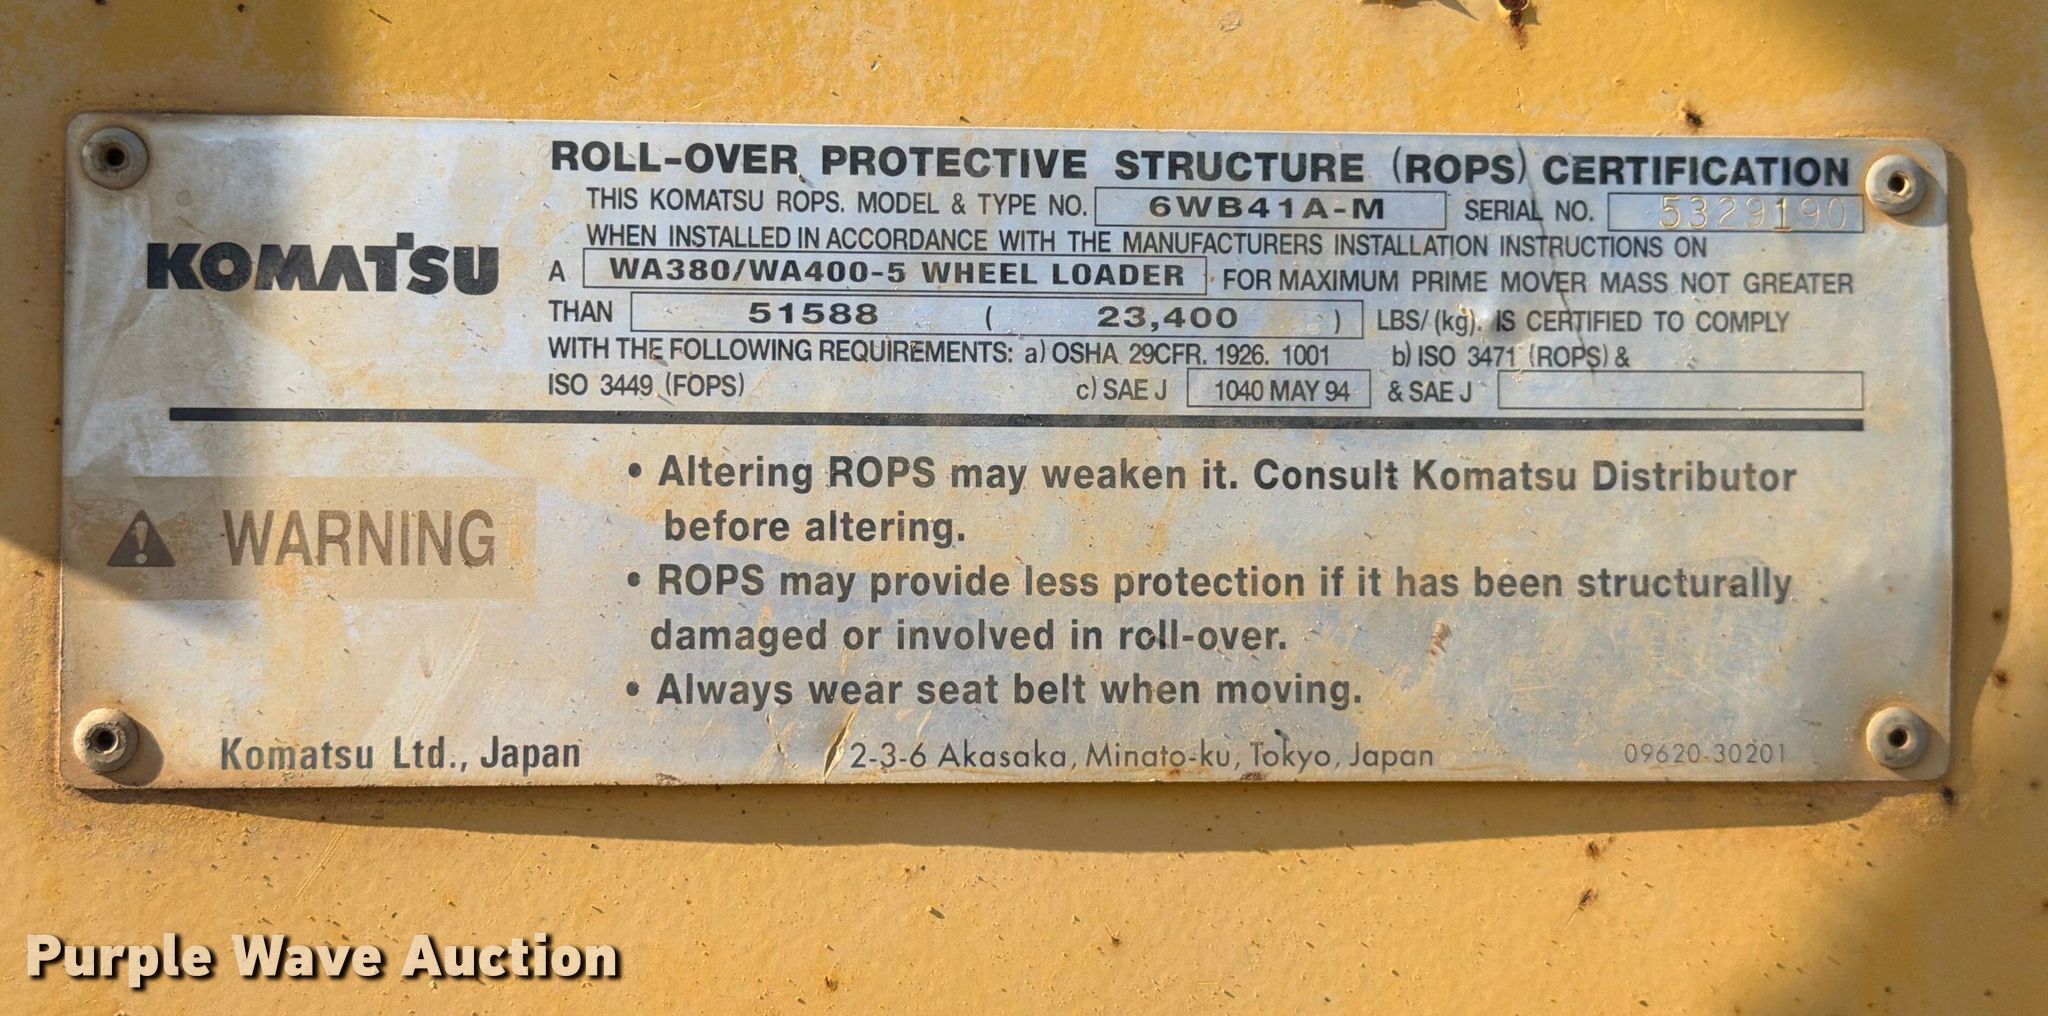 ROLL-OVER PROTECTIVE STRUCTURE (ROPS) CERTIFICATION
THIS KOMATSU ROPS. MODEL & TYPE NO. 6WB41A-M SERIAL NO. 5329190
WHEN INSTALLED IN ACCORDANCE WITH THE MANUFACTURERS INSTALLATION INSTRUCTIONS ON
KOMATSU
A WA380/WA400-5 WHEEL LOADER FOR MAXIMUM PRIME MOVER MASS NOT GREATER
THAN 51588 ( 23,400 ) LBS/(kg). IS CERTIFIED TO COMPLY
WITH THE FOLLOWING REQUIREMENTS: a) OSHA 29CFR. 1926. 1001 b) ISO 3471 (ROPS) &
ISO 3449 (FOPS) c) SAE J 1040 MAY 94 & SAE J
WARNING
• Altering ROPS may weaken it. Consult Komatsu Distributor
before altering.
• ROPS may provide less protection if it has been structurally
damaged or involved in roll-over.
• Always wear seat belt when moving.
Komatsu Ltd., Japan 2-3-6 Akasaka, Minato-ku, Tokyo, Japan 09620-30201
Purple Wave Auction